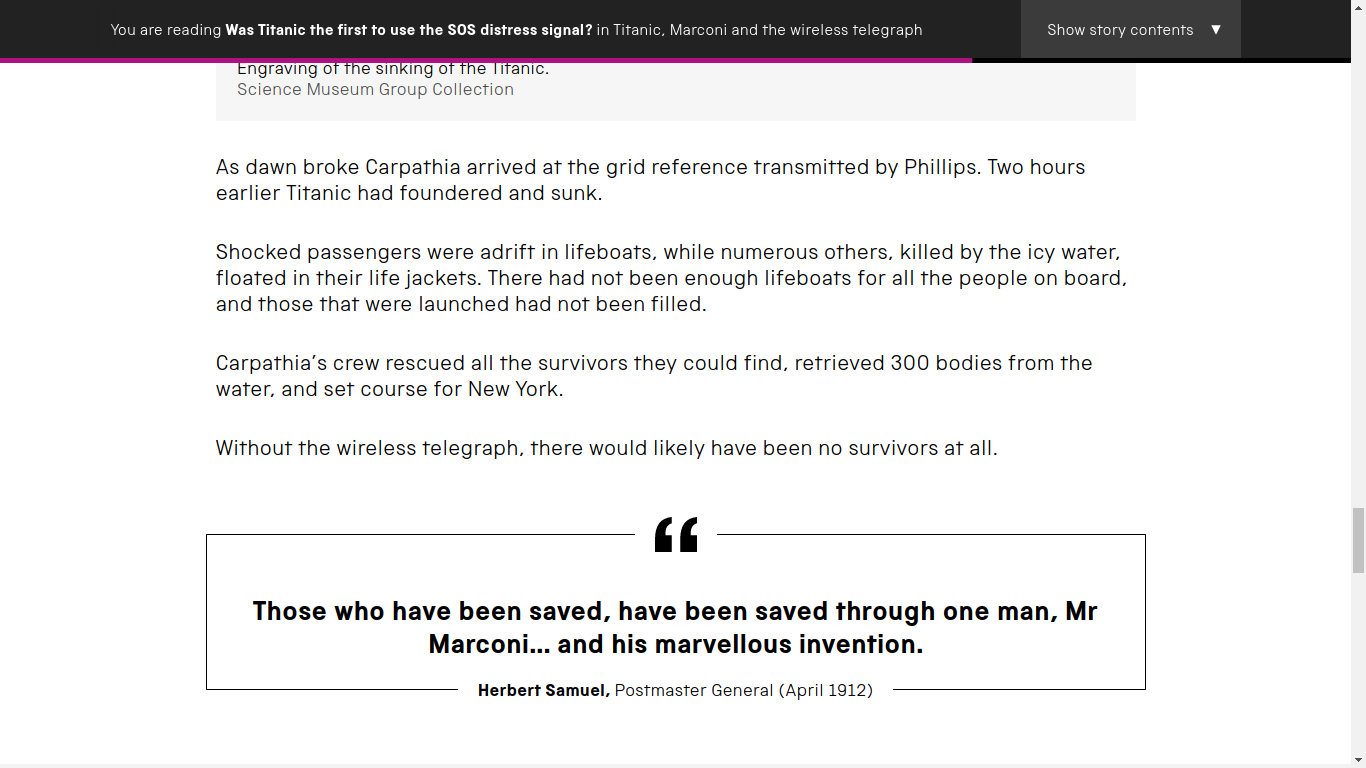 You are reading Was Titanic the first to use the SOS distress signal? in Titanic, Marconi and the wireless telegraph
Show story contents ▼
Engraving of the sinking of the Titanic.
Science Museum Group Collection
As dawn broke Carpathia arrived at the grid reference transmitted by Phillips. Two hours
earlier Titanic had foundered and sunk.
Shocked passengers were adrift in lifeboats, while numerous others, killed by the icy water,
floated in their life jackets. There had not been enough lifeboats for all the people on board,
and those that were launched had not been filled.
Carpathia’s crew rescued all the survivors they could find, retrieved 300 bodies from the
water, and set course for New York.
Without the wireless telegraph, there would likely have been no survivors at all.
“
Those who have been saved, have been saved through one man, Mr
Marconi... and his marvellous invention.
Herbert Samuel, Postmaster General (April 1912)